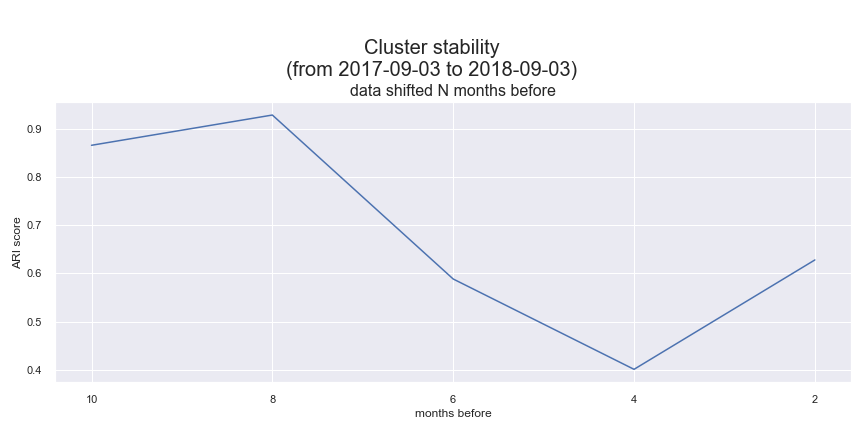 Cluster stability
(from 2017-09-03 to 2018-09-03)
data shifted N months before
0.9
0.8
0.7
0.6
0.5
0.4
ARI score
10 8 6 4 2
months before